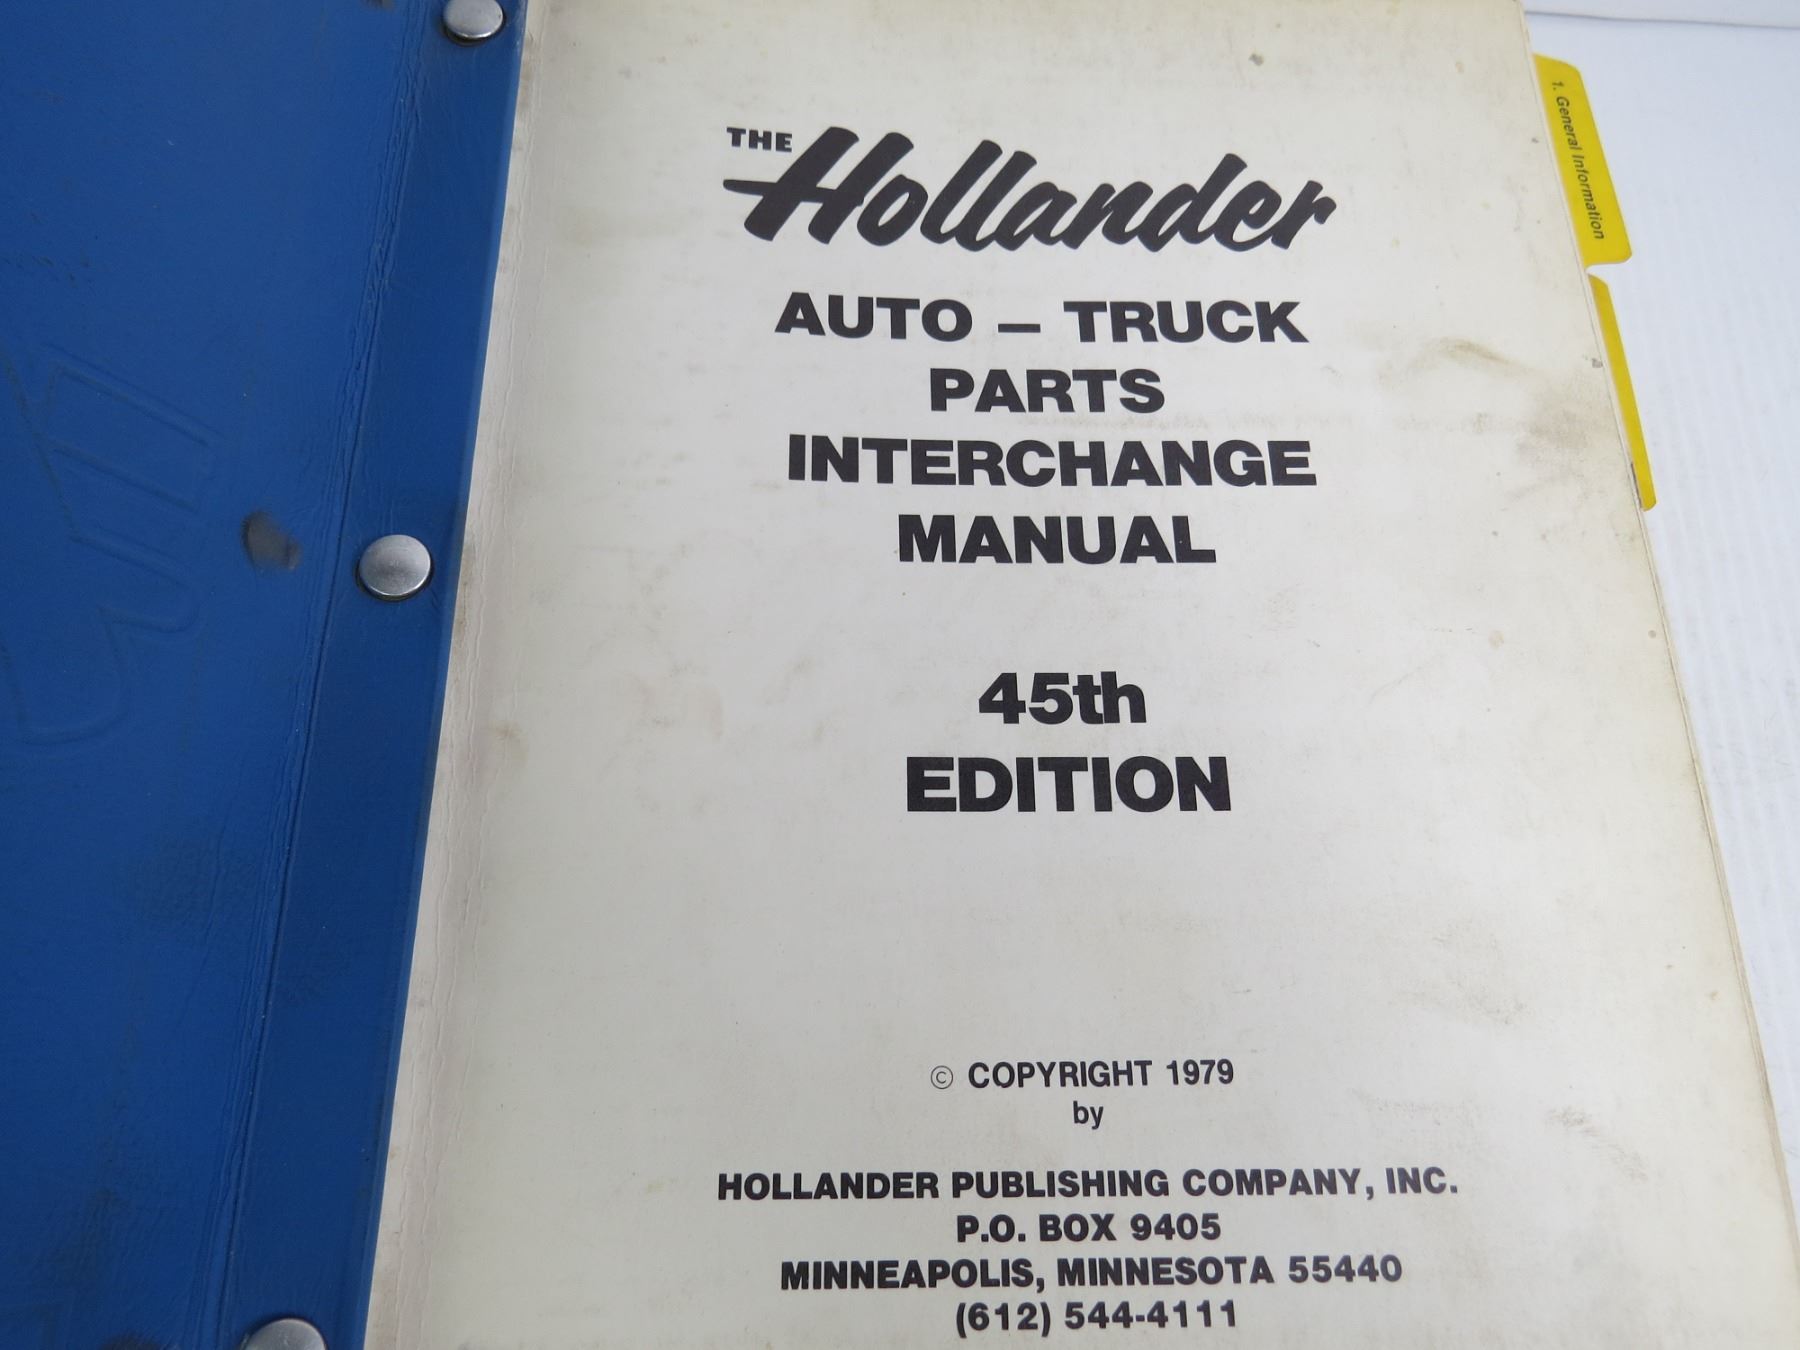 THE Hollander
AUTO – TRUCK
PARTS
INTERCHANGE
MANUAL
45th
EDITION
© COPYRIGHT 1979
by
HOLLANDER PUBLISHING COMPANY, INC.
P.O. BOX 9405
MINNEAPOLIS, MINNESOTA 55440
(612) 544-4111
1. General Information